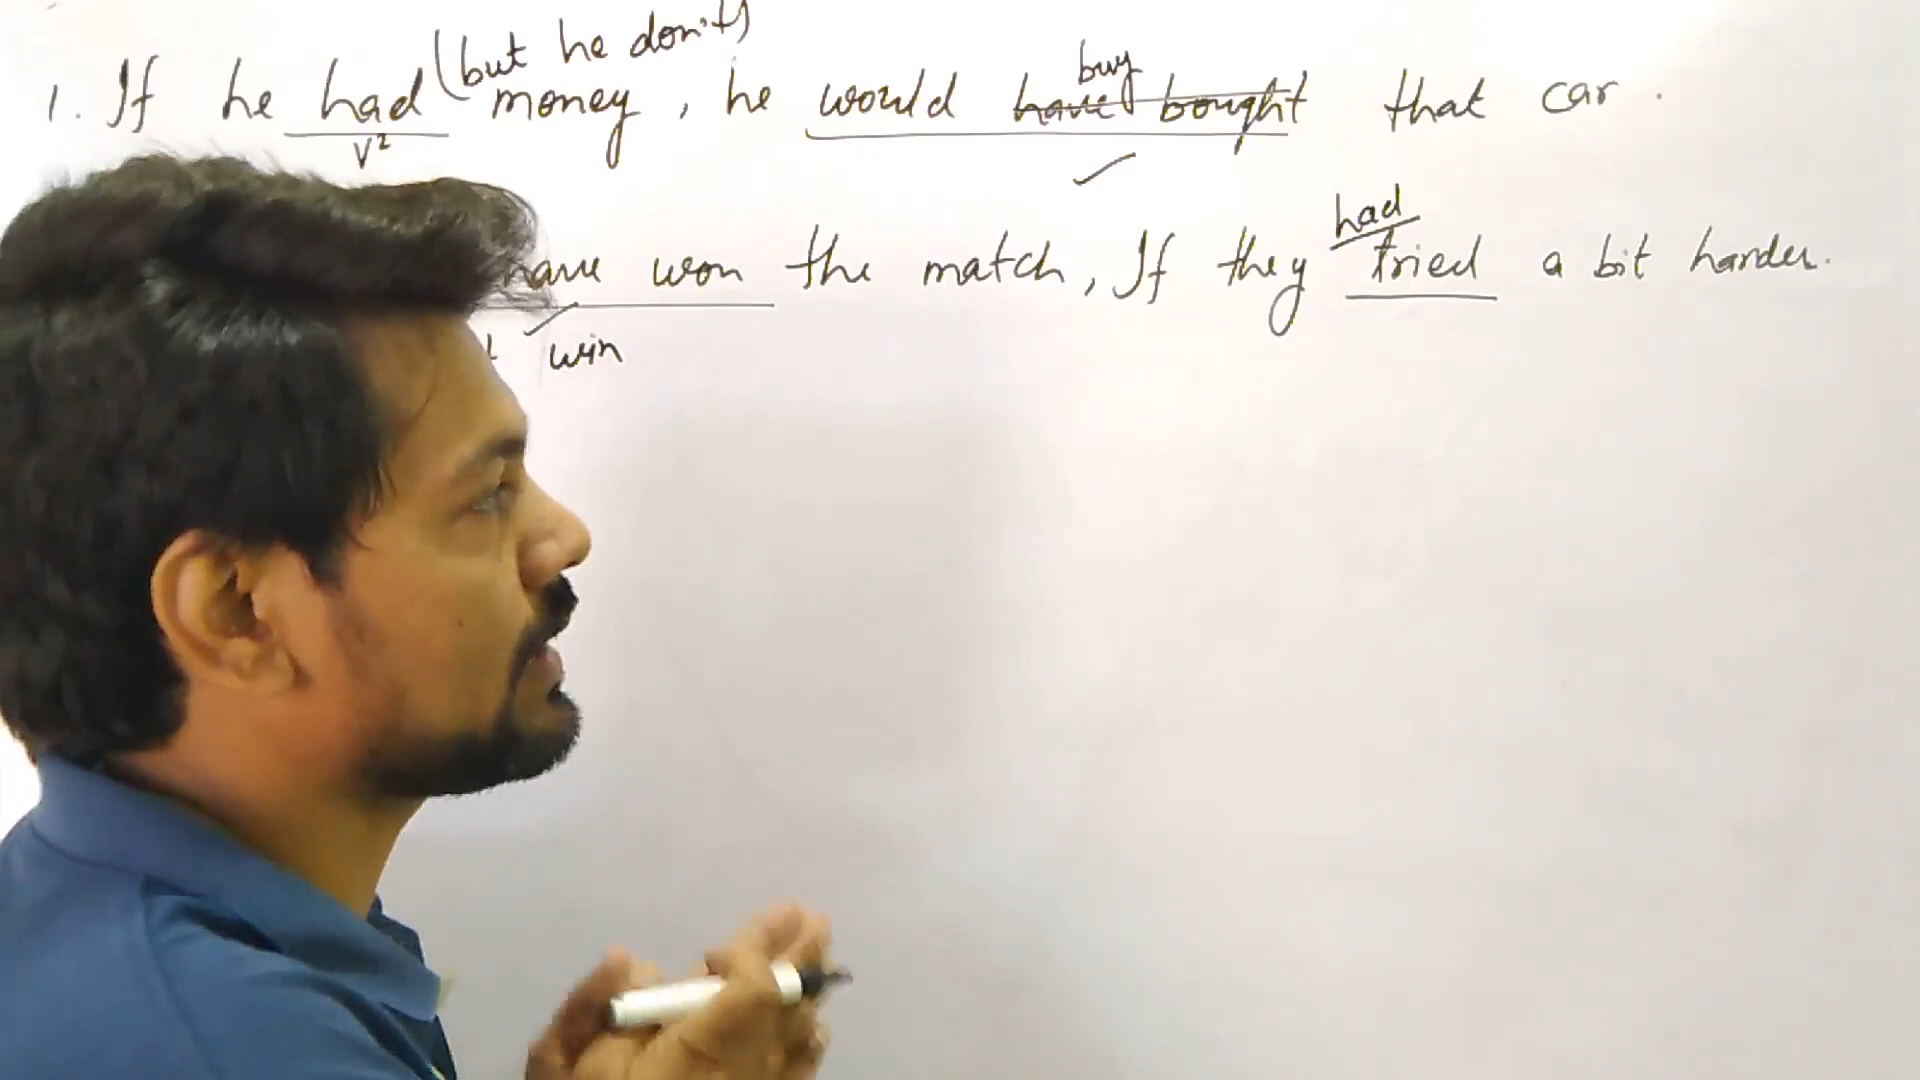 (but he don't)
buy
1. If he had money, he would have bought that car.
V²
had
have won the match, If they tried a bit harder.
win